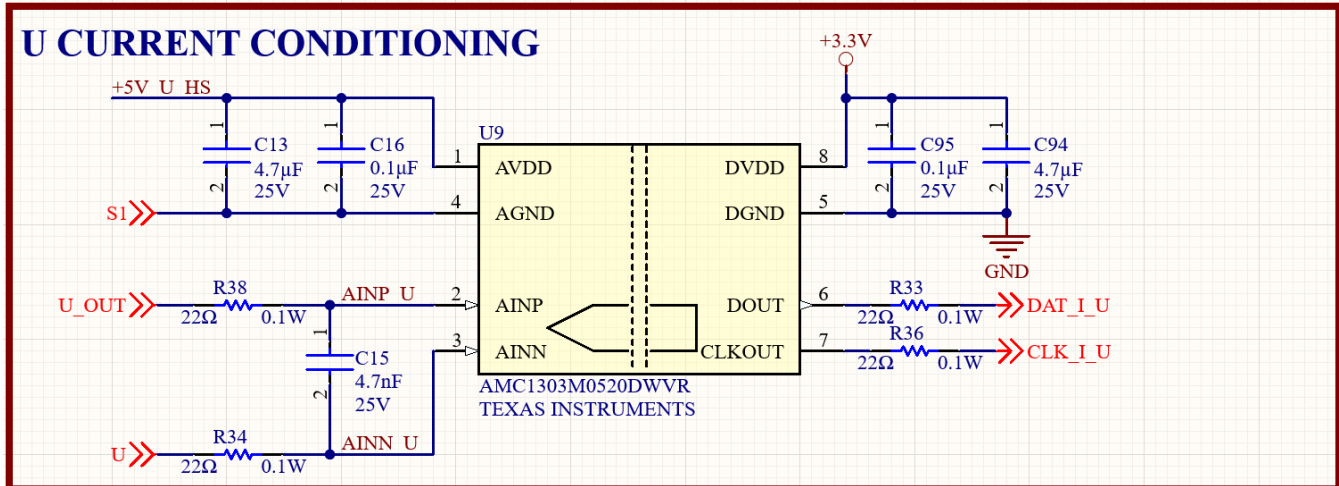 U CURRENT CONDITIONING
+3.3V
+5V_U_HS
1
C13
4.7µF
25V
2
1
C16
0.1µF
25V
2
U9
1
AVDD
DVDD
8
1
C95
0.1µF
25V
2
1
C94
4.7µF
25V
2
S1
4
AGND
DGND
5
GND
U_OUT
R38
22Ω
0.1W
AINP_U
2
AINP
DOUT
6
R33
22Ω
0.1W
DAT_I_U
1
C15
4.7nF
25V
2
3
AINN
CLKOUT
7
R36
22Ω
0.1W
CLK_I_U
AMC1303M0520DWVR
TEXAS INSTRUMENTS
U
R34
22Ω
0.1W
AINN_U